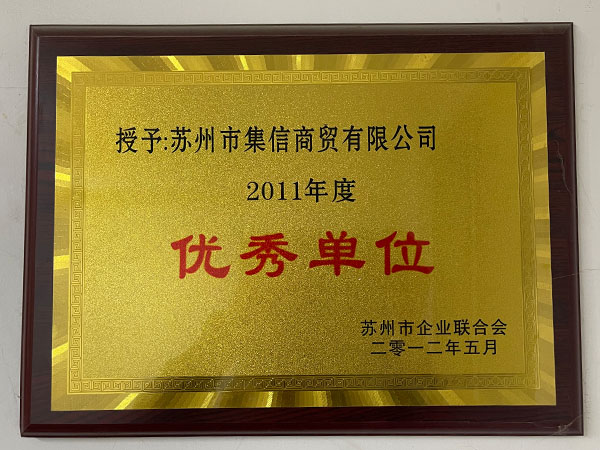 授予:苏州市集信商贸有限公司
2011年度
优秀单位
苏州市企业联合会
二零一二年五月